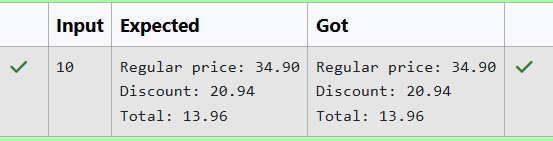 Input Expected Got
10 Regular price: 34.90 Regular price: 34.90
Discount: 20.94 Discount: 20.94
Total: 13.96 Total: 13.96